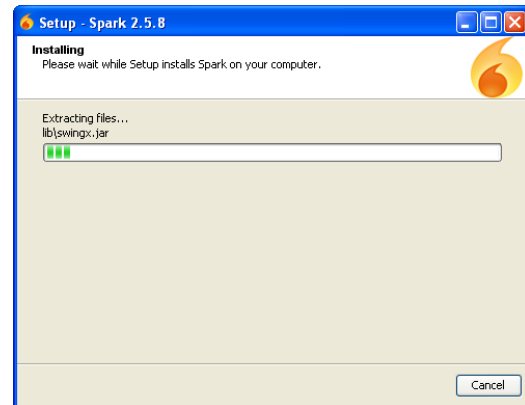 Setup - Spark 2.5.8
Installing
Please wait while Setup installs Spark on your computer.
Extracting files...
lib\swingx.jar
Cancel